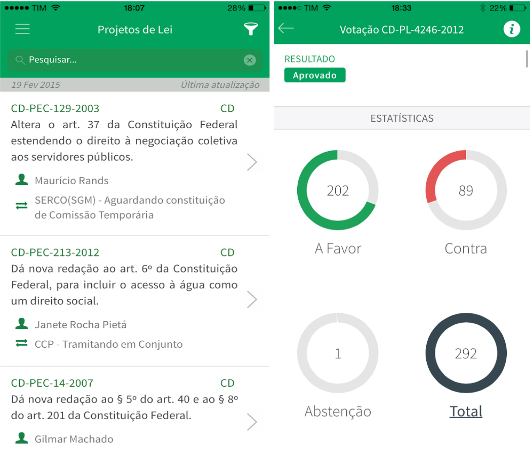 TIM 18:07 28%
Projetos de Lei
Pesquisar...
19 Fev 2015 Última atualização
CD-PEC-129-2003 CD
Altera o art. 37 da Constituição Federal
estendendo o direito à negociação coletiva
aos servidores públicos.
Maurício Rands
SERCO(SGM) - Aguardando constituição
de Comissão Temporária
CD-PEC-213-2012 CD
Dá nova redação ao art. 6º da Constituição
Federal, para incluir o acesso à água como
um direito social.
Janete Rocha Pietá
CCP - Tramitando em Conjunto
CD-PEC-14-2007 CD
Dá nova redação ao § 5º do art. 40 e ao § 8º
do art. 201 da Constituição Federal.
Gilmar Machado
TIM 18:33 22%
Votação CD-PL-4246-2012
RESULTADO
Aprovado
ESTATÍSTICAS
202 89
A Favor Contra
1 292
Abstenção Total